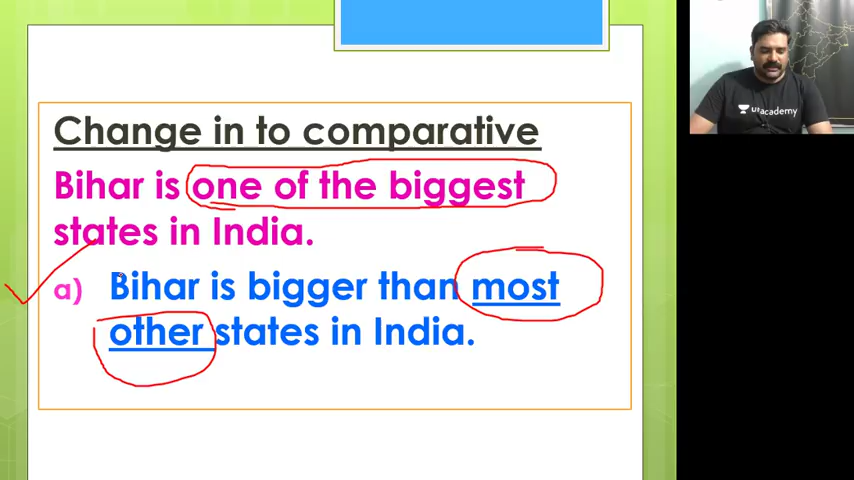 Change in to comparative
Bihar is one of the biggest
states in India.
a) Bihar is bigger than most
other states in India.
unacademy